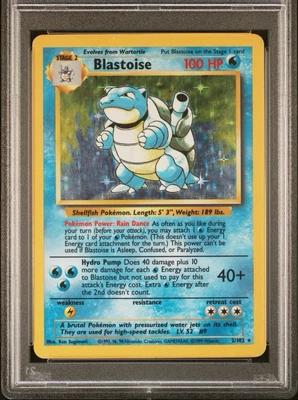 Evolves from Wartortle Put Blastoise on the Stage 1 card
STAGE 2
Blastoise 100 HP
Shellfish Pokémon. Length: 5' 3", Weight: 189 lbs.
Pokémon Power: Rain Dance As often as you like during
your turn (before your attack), you may attach 1 Energy
card to 1 of your Pokémon. (This doesn't use up your 1
Energy card attachment for the turn.) This power can't be
used if Blastoise is Asleep, Confused, or Paralyzed.
Hydro Pump Does 40 damage plus 10
more damage for each Energy attached
to Blastoise but not used to pay for this
attack's Energy cost. Extra Energy after
the 2nd doesn't count.
40+
weakness resistance retreat cost
A brutal Pokémon with pressurized water jets on its shell.
They are used for high-speed tackles. LV. 52 #9
Illus. Ken Sugimori
2/102